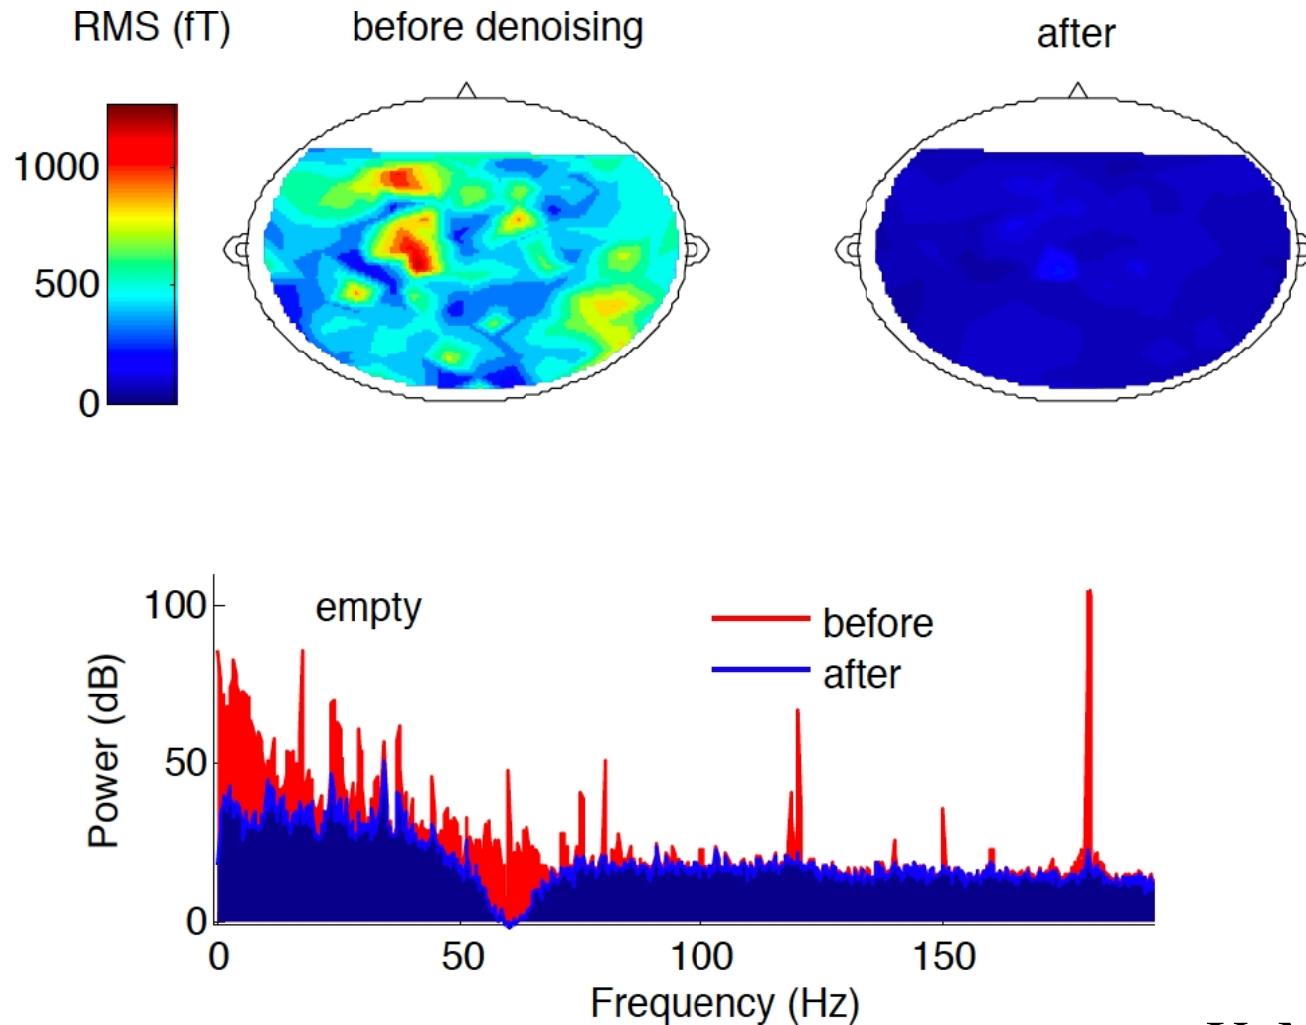 RMS (fT)
before denoising
after
1000
500
0
empty
before
after
100
50
0
Power (dB)
0 50 100 150
Frequency (Hz)